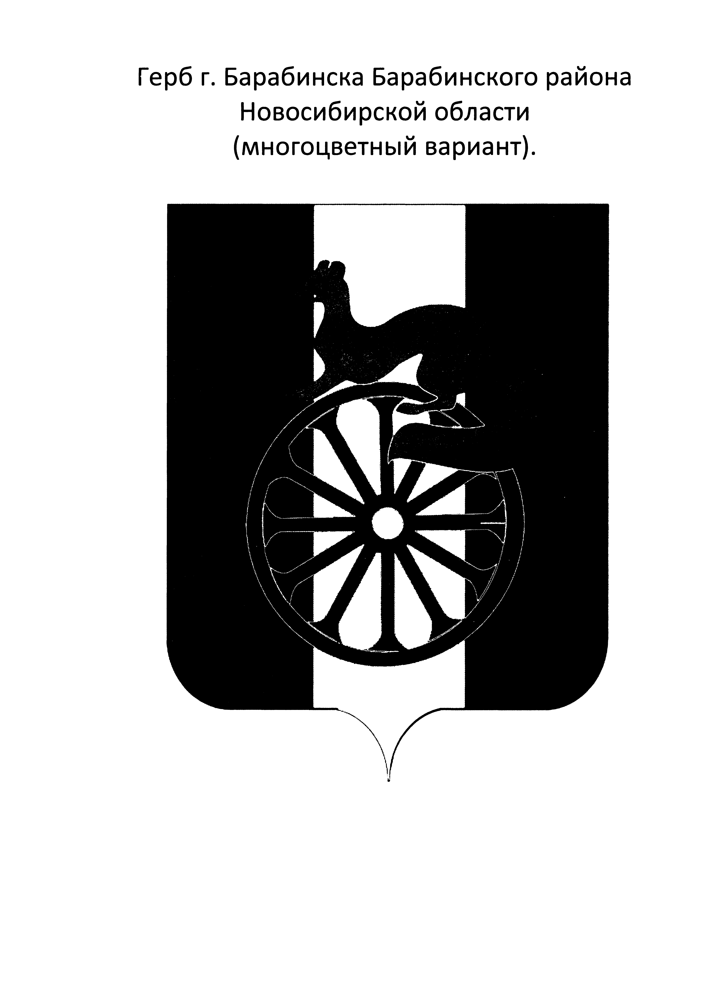 Герб г. Барабинска Барабинского района
Новосибирской области
(многоцветный вариант).